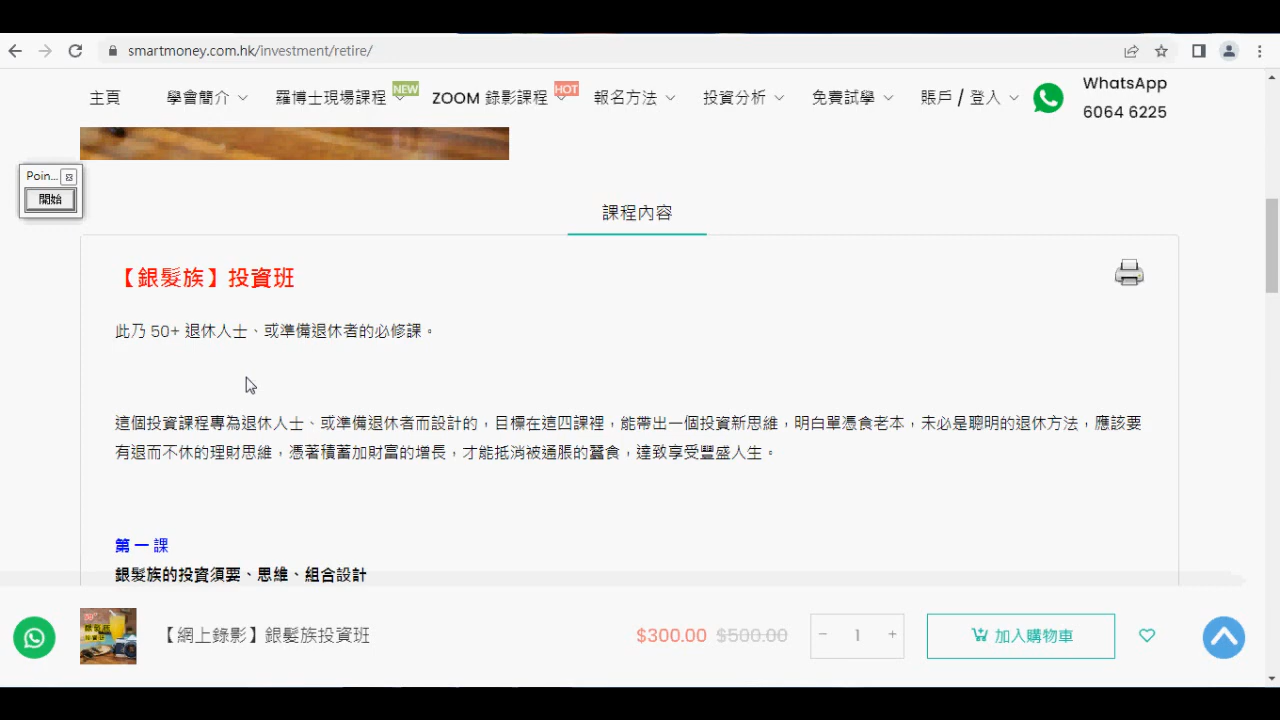 smartmoney.com.hk/investment/retire/
主頁
學會簡介
羅博士現場課程
NEW
ZOOM 錄影課程
HOT
報名方法
投資分析
免費試學
賬戶 / 登入
WhatsApp
6064 6225
Poin...
開始
課程內容
【銀髮族】投資班
此乃 50+ 退休人士、或準備退休者的必修課。
這個投資課程專為退休人士、或準備退休者而設計的，目標在這四課裡，能帶出一個投資新思維，明白單憑食老本，未必是聰明的退休方法，應該要
有退而不休的理財思維，憑著積蓄加財富的增長，才能抵消被通脹的蠶食，達致享受豐盛人生。
第一課
銀髮族的投資須要、思維、組合設計
【網上錄影】銀髮族投資班
$300.00 $500.00
− 1 +
加入購物車